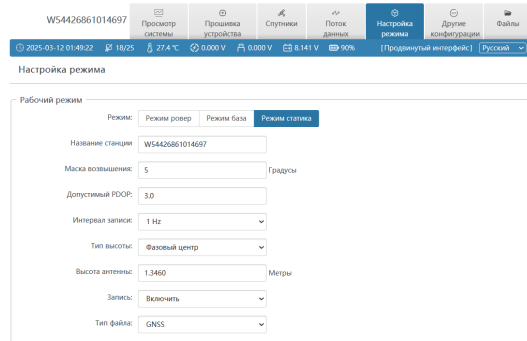 W54426861014697
Просмотр системы
Прошивка устройства
Спутники
Поток данных
Настройка режима
Другие конфигурации
Файлы
2025-03-12 01:49:22 18/25 27.4 °C 0.000 V 0.000 V 8.141 V 90% [Продвинутый интерфейс] Русский
Настройка режима
Рабочий режим
Режим: Режим ровер Режим база Режим статика
Название станции W54426861014697
Маска возвышения: 5 Градусы
Допустимый PDOP: 3.0
Интервал записи: 1 Hz
Тип высоты: Фазовый центр
Высота антенны: 1.3460 Метры
Запись: Включить
Тип файла: GNSS